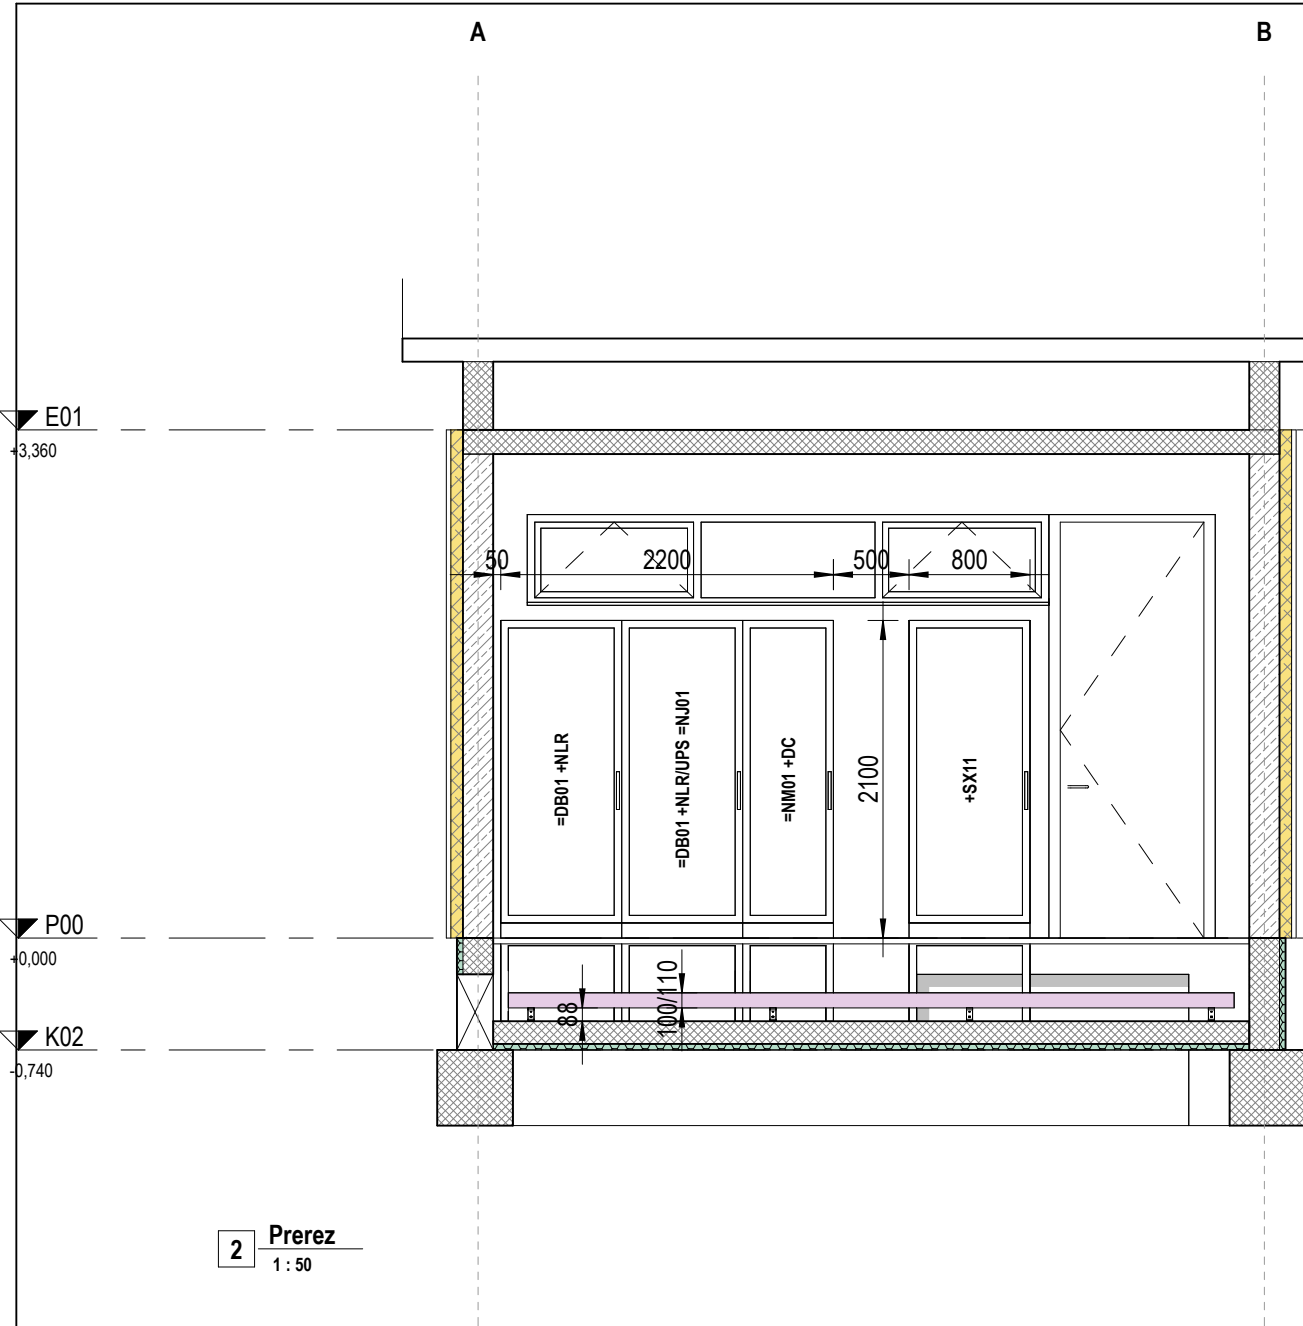 A
B
E01
+3,360
50
2200
500
800
=DB01 +NLR
=DB01 +NLR/UPS =NJ01
=NM01 +DC
2100
+SX11
P00
+0,000
88
100/110
K02
-0,740
2
Prerez
1 : 50